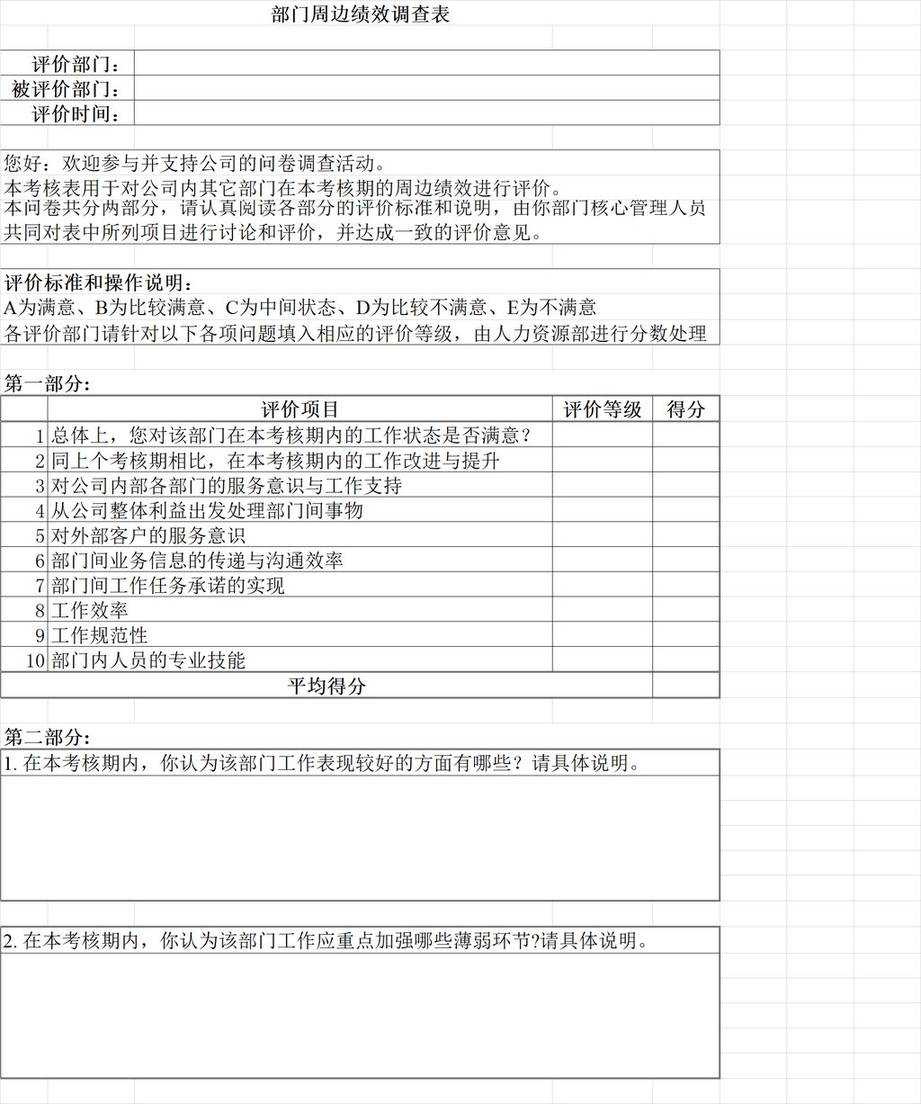 部门周边绩效调查表
评价部门：
被评价部门：
评价时间：
您好：欢迎参与并支持公司的问卷调查活动。
本考核表用于对公司内其它部门在本考核期的周边绩效进行评价。
本问卷共分两部分，请认真阅读各部分的评价标准和说明，由你部门核心管理人员
共同对表中所列项目进行讨论和评价，并达成一致的评价意见。
评价标准和操作说明：
A为满意、B为比较满意、C为中间状态、D为比较不满意、E为不满意
各评价部门请针对以下各项问题填入相应的评价等级，由人力资源部进行分数处理
第一部分：
评价项目 评价等级 得分
1 总体上，您对该部门在本考核期内的工作状态是否满意？
2 同上个考核期相比，在本考核期内的工作改进与提升
3 对公司内部各部门的服务意识与工作支持
4 从公司整体利益出发处理部门间事物
5 对外部客户的服务意识
6 部门间业务信息的传递与沟通效率
7 部门间工作任务承诺的实现
8 工作效率
9 工作规范性
10 部门内人员的专业技能
平均得分
第二部分：
1. 在本考核期内，你认为该部门工作表现较好的方面有哪些？请具体说明。
2. 在本考核期内，你认为该部门工作应重点加强哪些薄弱环节?请具体说明。